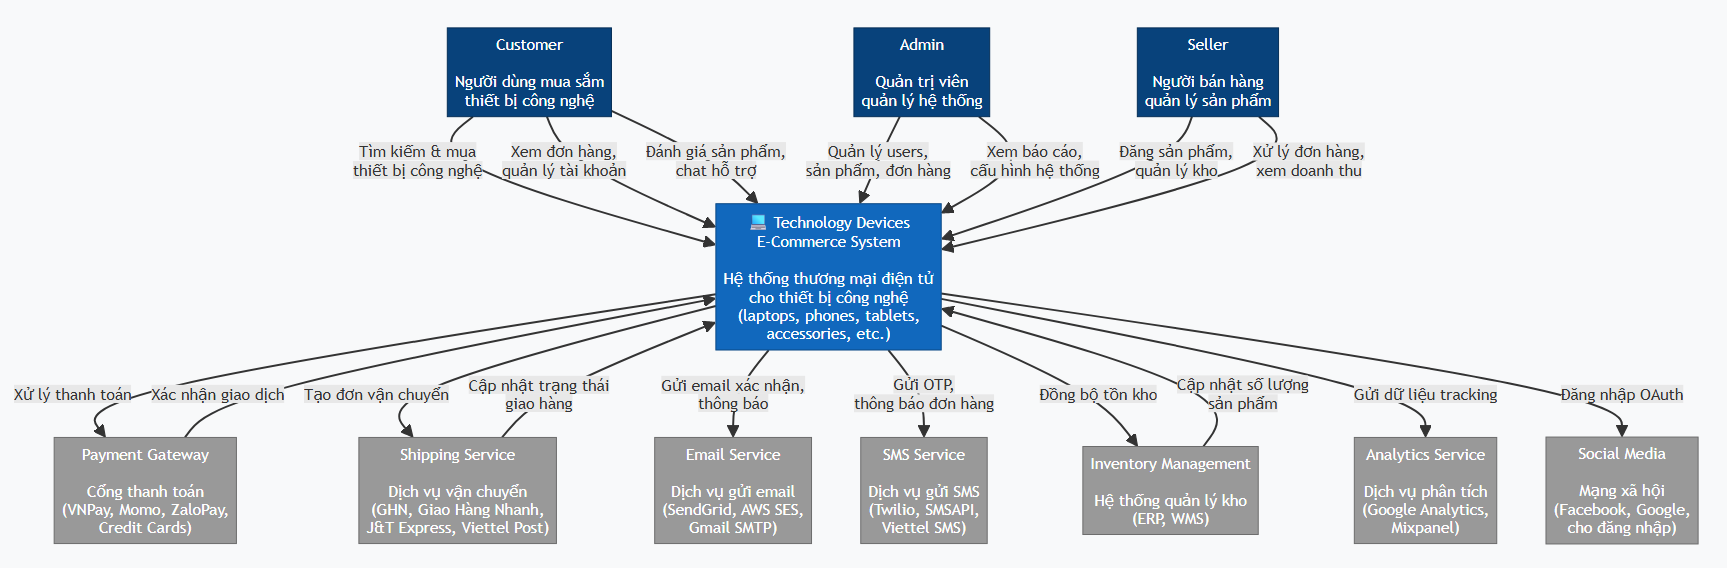 Customer
Người dùng mua sắm
thiết bị công nghệ
Admin
Quản trị viên
quản lý hệ thống
Seller
Người bán hàng
quản lý sản phẩm
Tìm kiếm & mua
thiết bị công nghệ
Xem đơn hàng,
quản lý tài khoản
Đánh giá sản phẩm,
chat hỗ trợ
Quản lý users,
sản phẩm, đơn hàng
Xem báo cáo,
cấu hình hệ thống
Đăng sản phẩm,
quản lý kho
Xử lý đơn hàng,
xem doanh thu
Technology Devices
E-Commerce System
Hệ thống thương mại điện tử
cho thiết bị công nghệ
(laptops, phones, tablets,
accessories, etc.)
Xử lý thanh toán
Xác nhận giao dịch
Tạo đơn vận chuyển
Cập nhật trạng thái
giao hàng
Gửi email xác nhận,
thông báo
Gửi OTP,
thông báo đơn hàng
Đồng bộ tồn kho
Cập nhật số lượng
sản phẩm
Gửi dữ liệu tracking
Đăng nhập OAuth
Payment Gateway
Cổng thanh toán
(VNPay, Momo, ZaloPay,
Credit Cards)
Shipping Service
Dịch vụ vận chuyển
(GHN, Giao Hàng Nhanh,
J&T Express, Viettel Post)
Email Service
Dịch vụ gửi email
(SendGrid, AWS SES,
Gmail SMTP)
SMS Service
Dịch vụ gửi SMS
(Twilio, SMSAPI,
Viettel SMS)
Inventory Management
Hệ thống quản lý kho
(ERP, WMS)
Analytics Service
Dịch vụ phân tích
(Google Analytics,
Mixpanel)
Social Media
Mạng xã hội
(Facebook, Google,
cho đăng nhập)